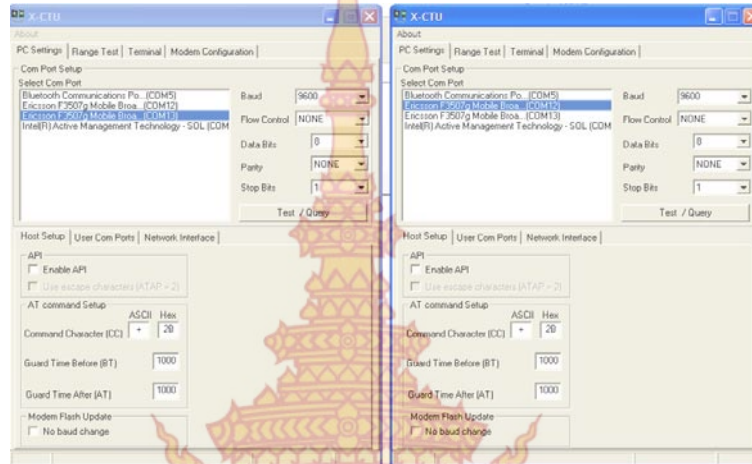 X-CTU
About
PC Settings Range Test Terminal Modem Configuration
Com Port Setup
Select Com Port
Bluetooth Communications Po...(COM5)
Ericsson F3507g Mobile Broa...(COM12)
Ericsson F3507g Mobile Broa...(COM13)
Intel(R) Active Management Technology - SOL (COM
Baud 9600
Flow Control NONE
Data Bits 8
Parity NONE
Stop Bits 1
Test / Query
Host Setup User Com Ports Network Interface
API
Enable API
Use escape characters (ATAP = 2)
AT command Setup
ASCII Hex
Command Character (CC) + 2B
Guard Time Before (BT) 1000
Guard Time After (AT) 1000
Modem Flash Update
No baud change
X-CTU
About
PC Settings Range Test Terminal Modem Configuration
Com Port Setup
Select Com Port
Bluetooth Communications Po...(COM5)
Ericsson F3507g Mobile Broa...(COM12)
Ericsson F3507g Mobile Broa...(COM13)
Intel(R) Active Management Technology - SOL (COM
Baud 9600
Flow Control NONE
Data Bits 8
Parity NONE
Stop Bits 1
Test / Query
Host Setup User Com Ports Network Interface
API
Enable API
Use escape characters (ATAP = 2)
AT command Setup
ASCII Hex
Command Character (CC) + 2B
Guard Time Before (BT) 1000
Guard Time After (AT) 1000
Modem Flash Update
No baud change